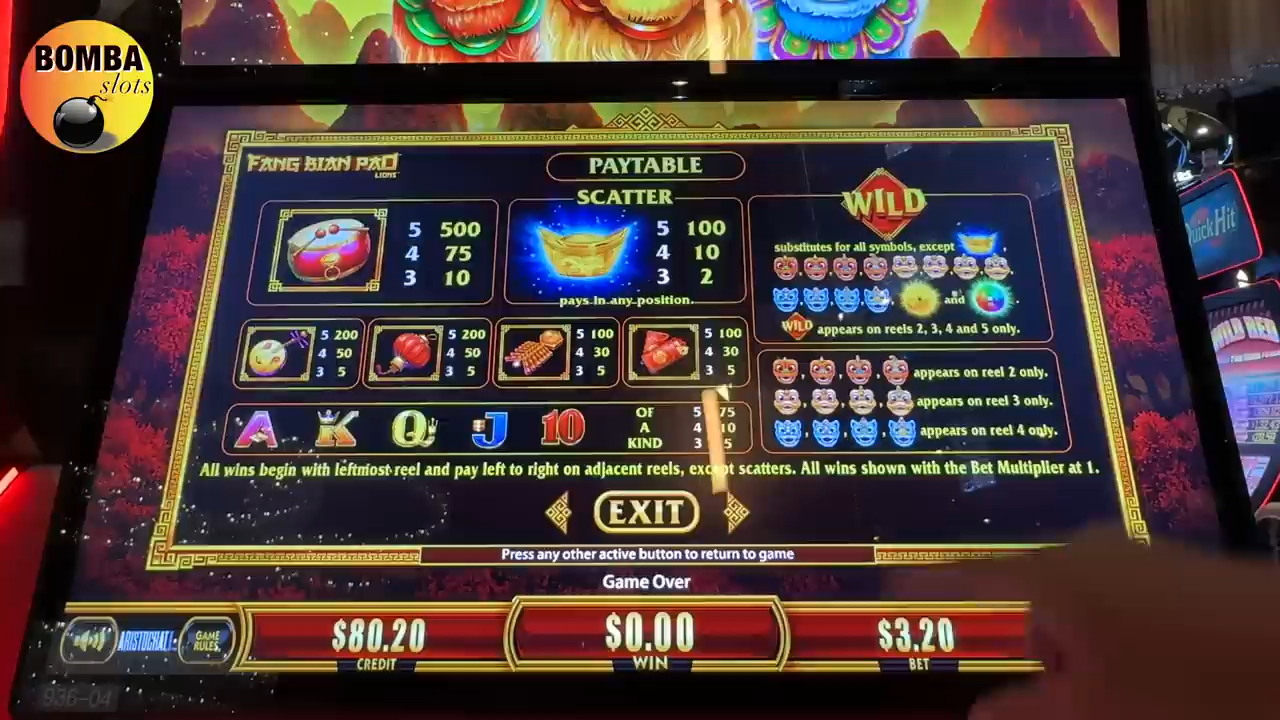 BOMBA
slots
FANG BIAN PAO
LIONS
PAYTABLE
5 500
4 75
3 10
SCATTER
5 100
4 10
3 2
pays in any position.
WILD
substitutes for all symbols, except
and
WILD appears on reels 2, 3, 4 and 5 only.
5 200
4 50
3 5
5 200
4 50
3 5
5 100
4 30
3 5
5 100
4 30
3 5
appears on reel 2 only.
appears on reel 3 only.
appears on reel 4 only.
A K Q J 10
OF A KIND
5 75
4 10
3 5
All wins begin with leftmost reel and pay left to right on adjacent reels, except scatters. All wins shown with the Bet Multiplier at 1.
EXIT
Press any other active button to return to game
Game Over
ARISTOCRAT
GAME RULES
$80.20
CREDIT
$0.00
WIN
$3.20
BET
936-04
Quick Hit